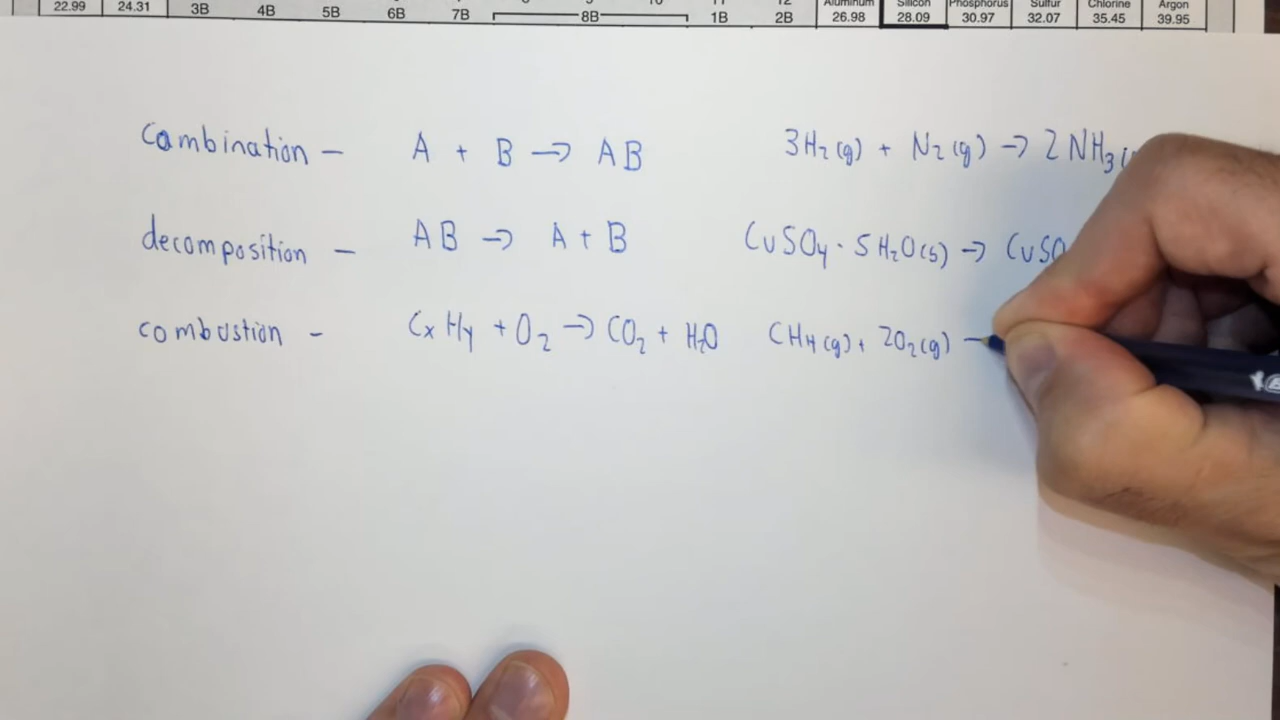 22.99 24.31 3B 4B 5B 6B 7B 8B 1B 2B Aluminum 26.98 Silicon 28.09 Phosphorus 30.97 Sulfur 32.07 Chlorine 35.45 Argon 39.95
combination – A + B → AB 3H₂(g) + N₂(g) → 2NH₃(
decomposition – AB → A + B CuSO₄ · 5H₂O(s) → CuSO
combustion – CxHy + O₂ → CO₂ + H₂O CH₄(g) + 2O₂(g) –